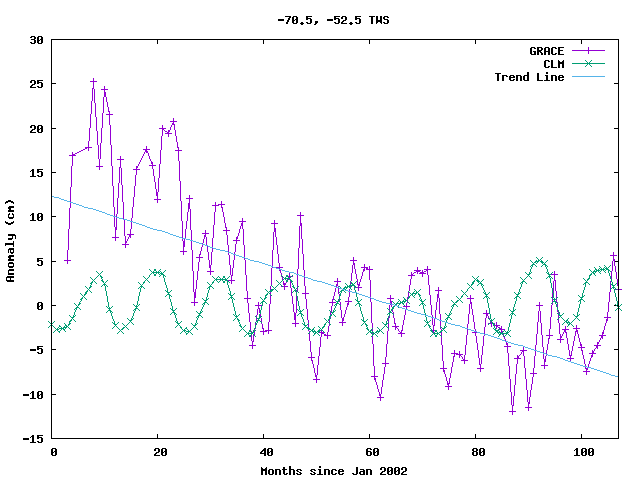 -70.5, -52.5 TWS
GRACE
CLM
Trend Line
30
25
20
15
10
5
0
-5
-10
-15
Anomaly (cm)
0 20 40 60 80 100
Months since Jan 2002